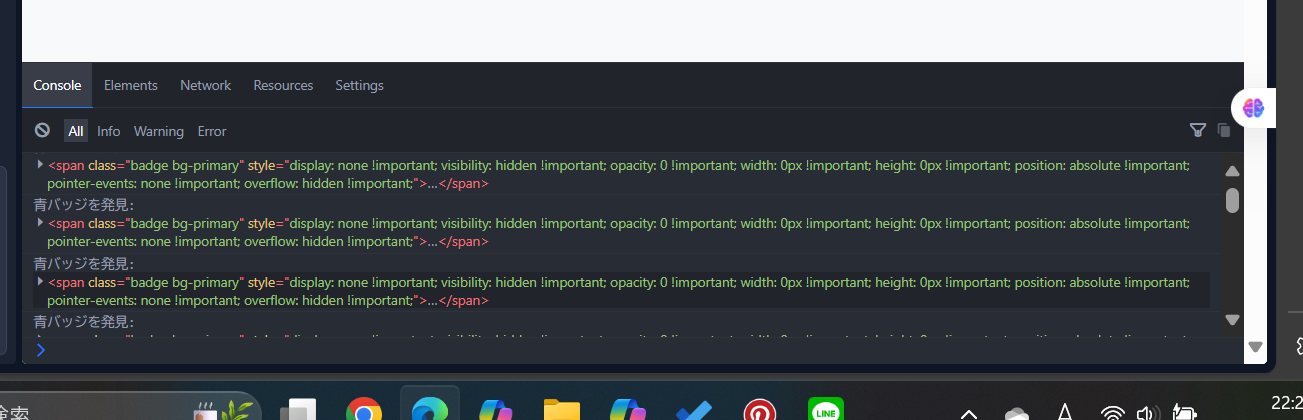 Console Elements Network Resources Settings
All Info Warning Error
<span class="badge bg-primary" style="display: none !important; visibility: hidden !important; opacity: 0 !important; width: 0px !important; height: 0px !important; position: absolute !important;
pointer-events: none !important; overflow: hidden !important;">...</span>
青バッジを発見:
<span class="badge bg-primary" style="display: none !important; visibility: hidden !important; opacity: 0 !important; width: 0px !important; height: 0px !important; position: absolute !important;
pointer-events: none !important; overflow: hidden !important;">...</span>
青バッジを発見:
<span class="badge bg-primary" style="display: none !important; visibility: hidden !important; opacity: 0 !important; width: 0px !important; height: 0px !important; position: absolute !important;
pointer-events: none !important; overflow: hidden !important;">...</span>
青バッジを発見:
検索
LINE
A
22:2